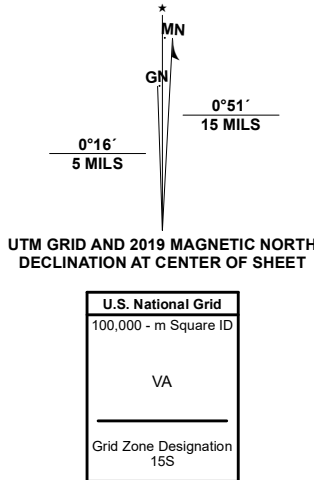 MN
GN
0°51´
15 MILS
0°16´
5 MILS
UTM GRID AND 2019 MAGNETIC NORTH
DECLINATION AT CENTER OF SHEET
U.S. National Grid
100,000 - m Square ID
VA
Grid Zone Designation
15S